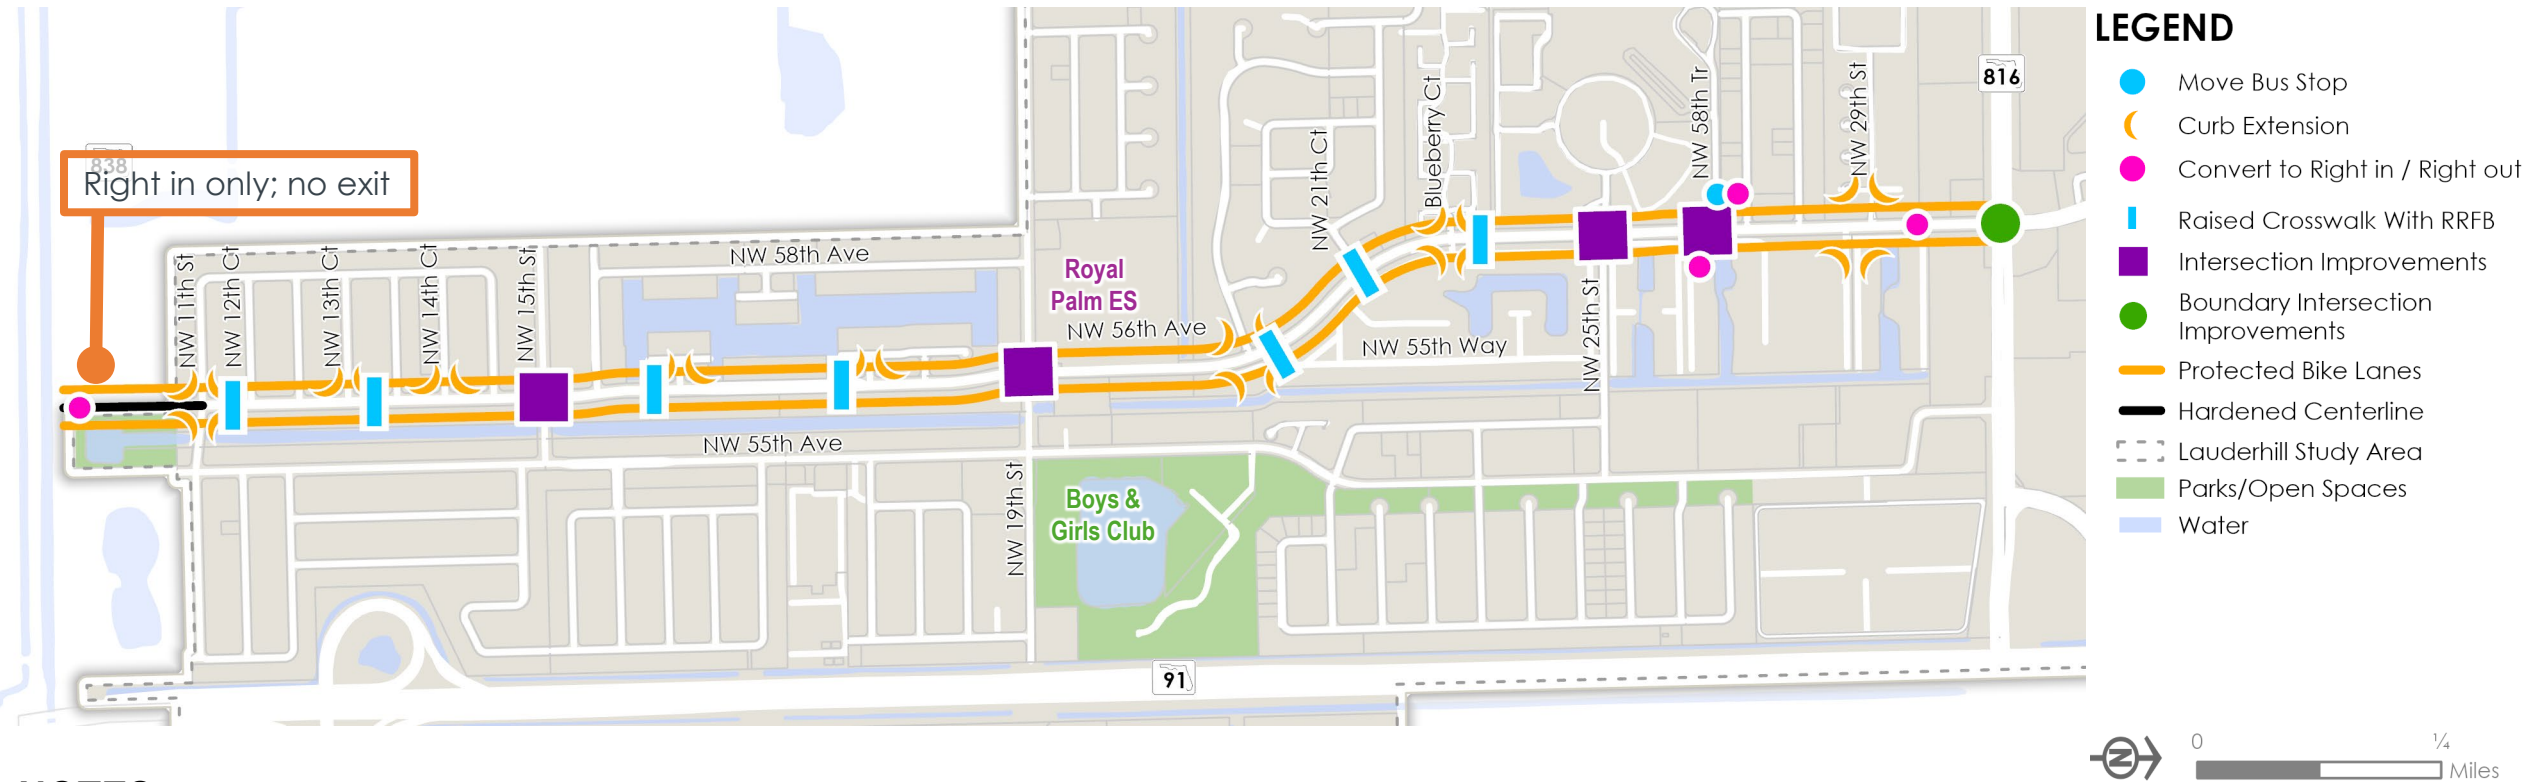 838
Right in only; no exit
NW 11th St
NW 12th Ct
NW 13th Ct
NW 14th Ct
NW 15th St
NW 58th Ave
NW 55th Ave
NW 19th St
Royal
Palm ES
NW 56th Ave
Boys &
Girls Club
91
NW 21th Ct
Blueberry Ct
NW 55th Way
NW 25th St
NW 58th Tr
NW 29th St
816
LEGEND
Move Bus Stop
Curb Extension
Convert to Right in / Right out
Raised Crosswalk With RRFB
Intersection Improvements
Boundary Intersection
Improvements
Protected Bike Lanes
Hardened Centerline
Lauderhill Study Area
Parks/Open Spaces
Water
N
0 ¼
Miles